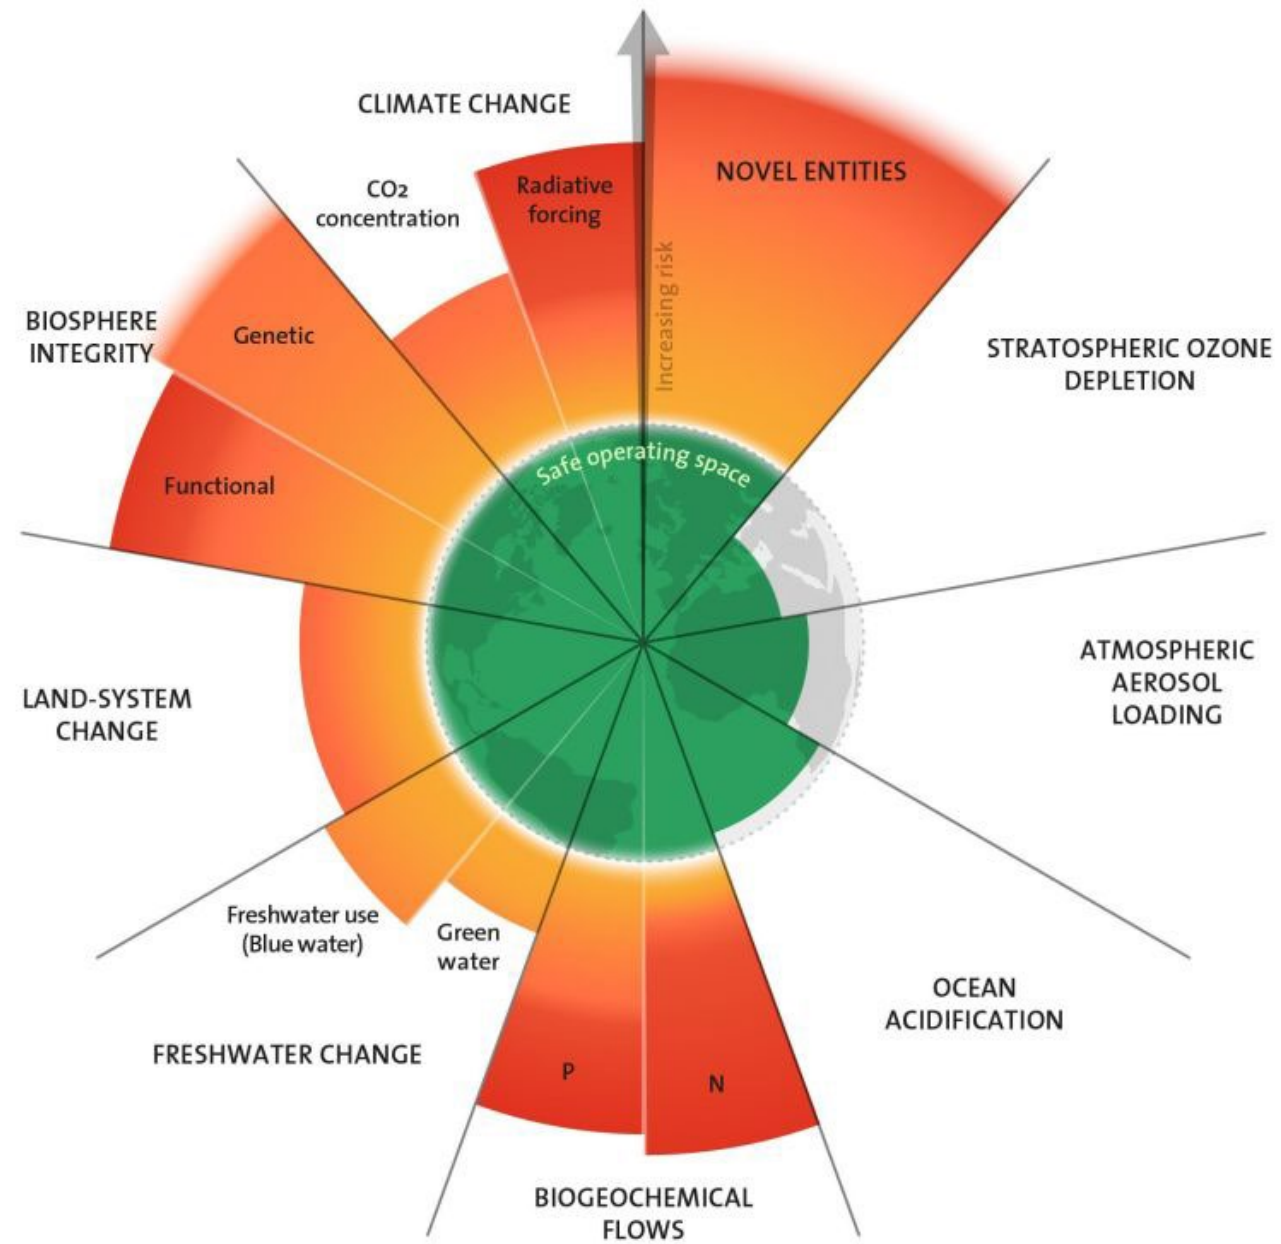 CLIMATE CHANGE
CO2
concentration
Radiative
forcing
Increasing risk
NOVEL ENTITIES
STRATOSPHERIC OZONE
DEPLETION
ATMOSPHERIC
AEROSOL
LOADING
OCEAN
ACIDIFICATION
N
P
BIOGEOCHEMICAL
FLOWS
Green
water
Freshwater use
(Blue water)
FRESHWATER CHANGE
LAND-SYSTEM
CHANGE
BIOSPHERE
INTEGRITY
Functional
Genetic
Safe operating space